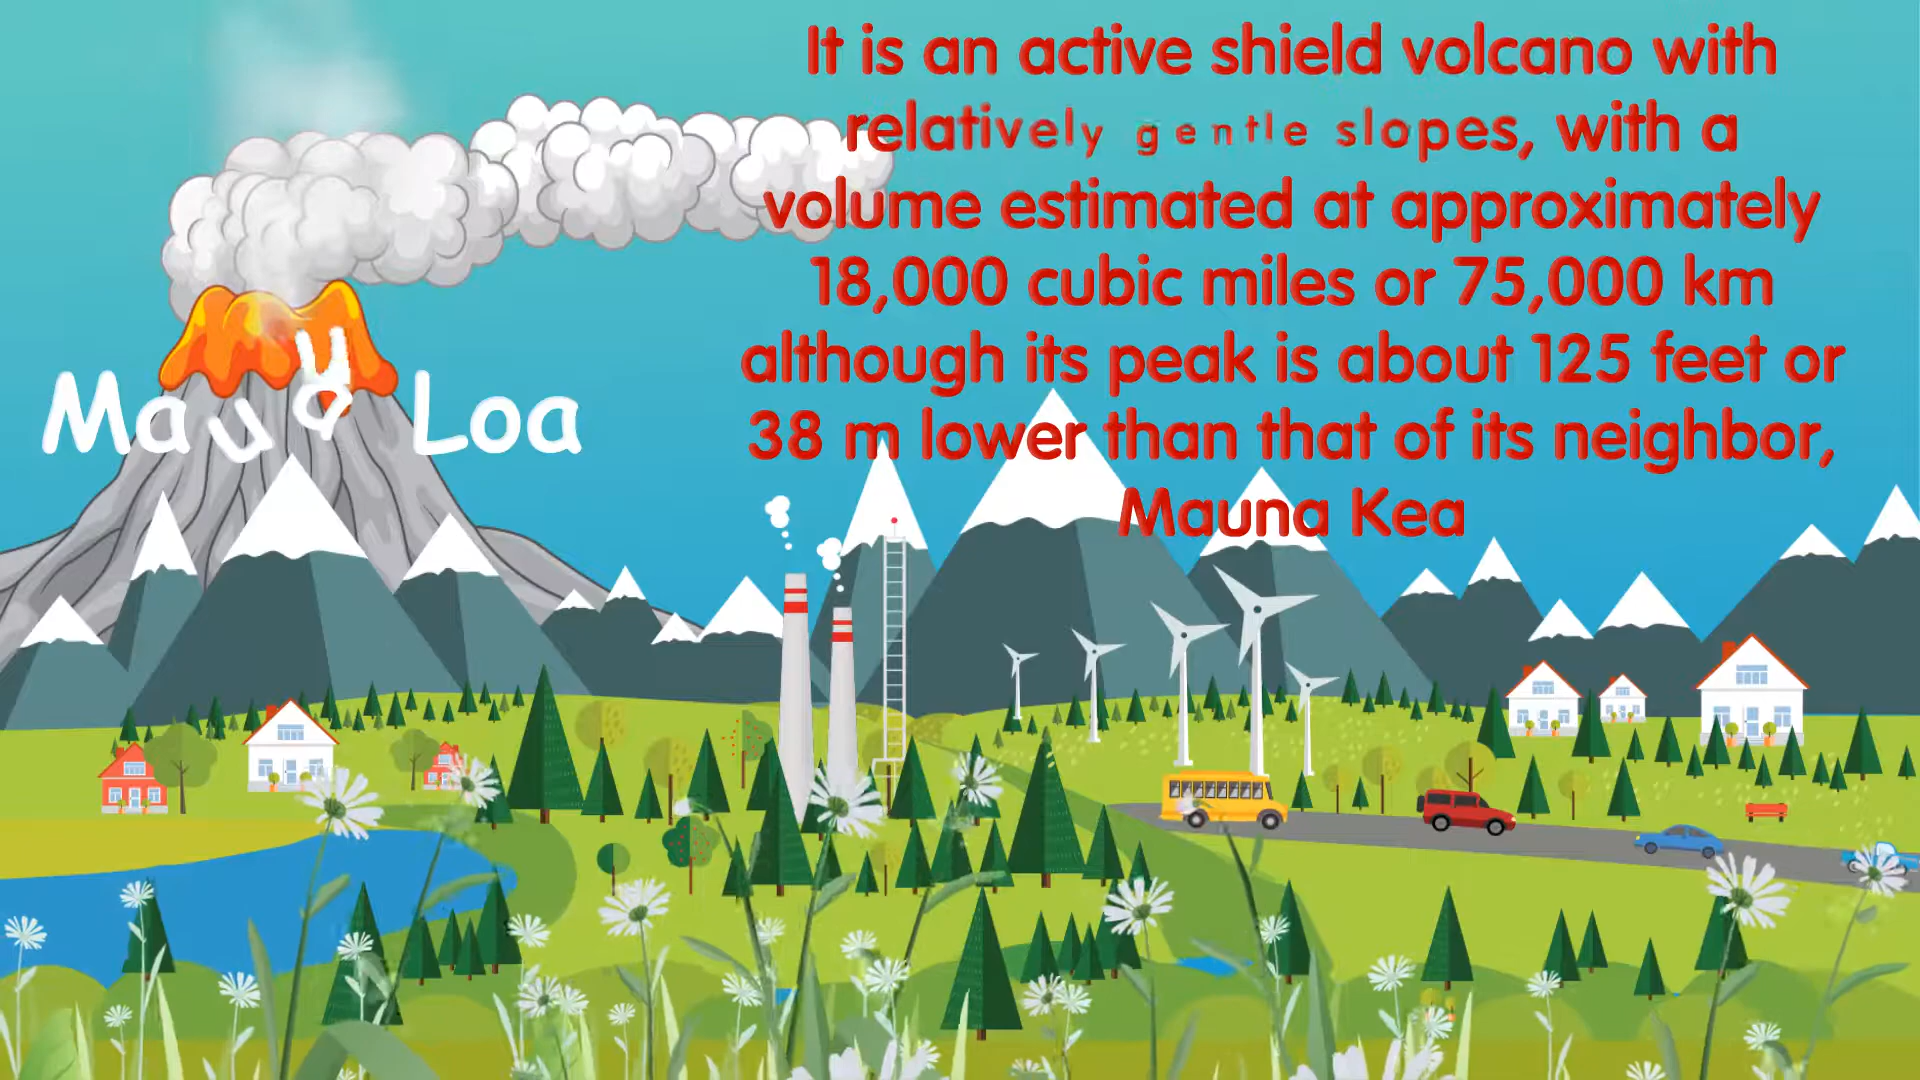 It is an active shield volcano with
relatively gentle slopes, with a
volume estimated at approximately
18,000 cubic miles or 75,000 km
although its peak is about 125 feet or
38 m lower than that of its neighbor,
Mauna Kea
Mauna Loa